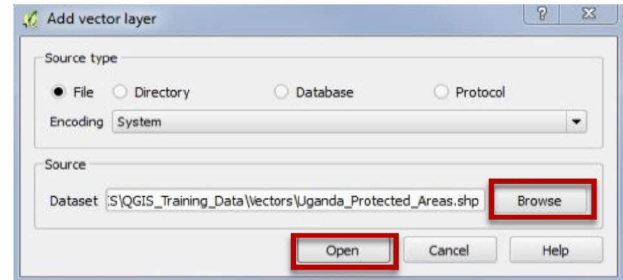 Add vector layer
Source type
File Directory Database Protocol
Encoding System
Source
Dataset :S\QGIS_Training_Data\Vectors\Uganda_Protected_Areas.shp Browse
Open Cancel Help